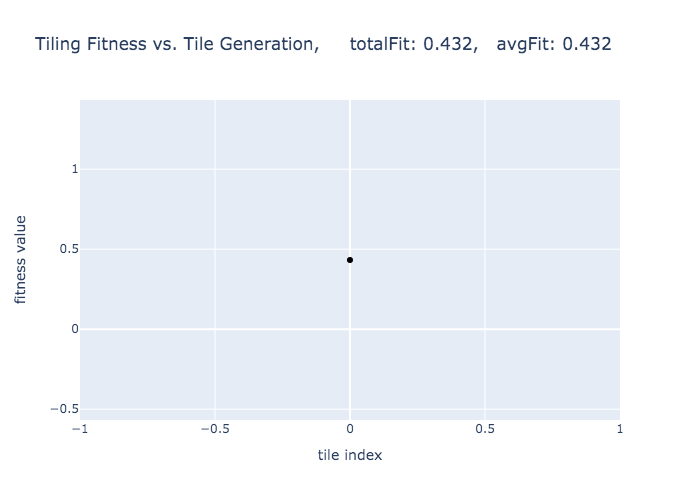 Tiling Fitness vs. Tile Generation, totalFit: 0.432, avgFit: 0.432
1
0.5
fitness value
0
−0.5
−1 −0.5 0 0.5 1
tile index